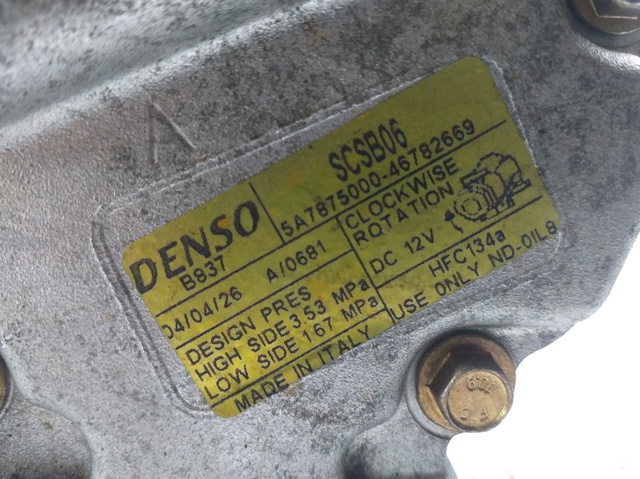 DENSO
SCSB06
B837
5A7875000-46782669
04/04/26 A/0681
CLOCKWISE
ROTATION
DESIGN PRES
HIGH SIDE 3.53 MPa
LOW SIDE 1.67 MPa
DC 12V
HFC134a
MADE IN ITALY
USE ONLY ND-OIL8